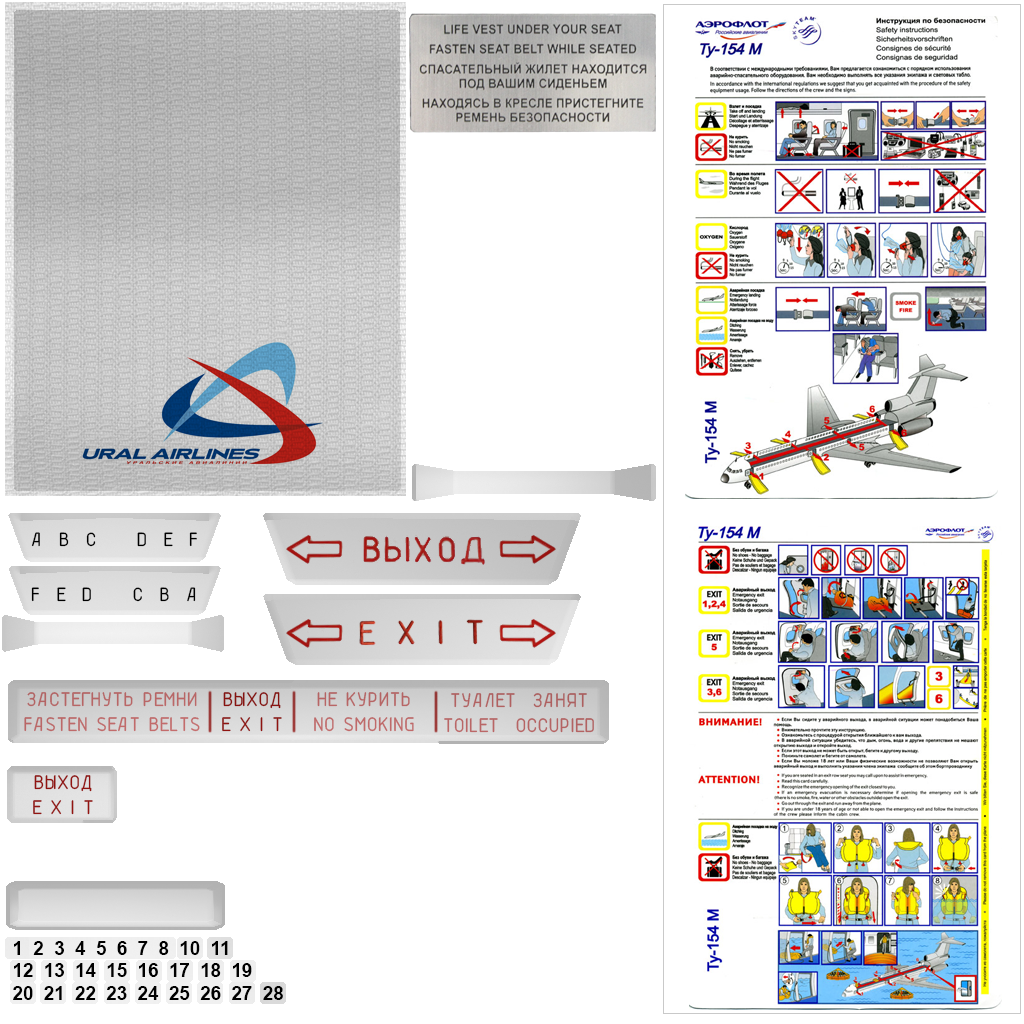 LIFE VEST UNDER YOUR SEAT
FASTEN SEAT BELT WHILE SEATED
СПАСАТЕЛЬНЫЙ ЖИЛЕТ НАХОДИТСЯ
ПОД ВАШИМ СИДЕНЬЕМ
НАХОДЯСЬ В КРЕСЛЕ ПРИСТЕГНИТЕ
РЕМЕНЬ БЕЗОПАСНОСТИ
URAL AIRLINES
УРАЛЬСКИЕ АВИАЛИНИИ
A B C D E F
F E D C B A
ВЫХОД
EXIT
ЗАСТЕГНУТЬ РЕМНИ ВЫХОД НЕ КУРИТЬ ТУАЛЕТ ЗАНЯТ
FASTEN SEAT BELTS EXIT NO SMOKING TOILET OCCUPIED
ВЫХОД
EXIT
1 2 3 4 5 6 7 8 10 11
12 13 14 15 16 17 18 19
20 21 22 23 24 25 26 27 28
АЭРОФЛОТ
Российские авиалинии
SKYTEAM
Ту-154 М
Инструкция по безопасности
Safety instructions
Sicherheitsvorschriften
Consignes de sécurité
Consignas de seguridad
В соответствии с международными требованиями, Вам предлагается ознакомиться с порядком использования
аварийно-спасательного оборудования. Вам необходимо выполнять все указания экипажа и световых табло.
In accordance with the international regulations we suggest that you get acquainted with the procedure of the safety
equipment usage. Follow the directions of the crew and the signs.
Взлет и посадка
Take off and landing
Start und Landung
Décollage et atterrissage
Despegue y aterrizaje
Не курить
No smoking
Nicht rauchen
Ne pas fumer
No fumar
Во время полета
During the flight
Während des Fluges
Pendant le vol
Durante al vuelo
OXYGEN
Кислород
Oxygen
Sauerstoff
Oxygene
Oxigeno
Не курить
No smoking
Nicht rauchen
Ne pas fumer
No fumar
Аварийная посадка
Emergency landing
Notlandung
Atterissage force
Aterrizaje forzoso
SMOKE
FIRE
Аварийная посадка на воду
Ditching
Wasserung
Amerissage
Amaraje
Снять, убрать
Remove
Ausziehen, entfernen
Enlever, cachez
Quitese
Ту-154 М
1 2 3 4 5 5 6
Ту-154 М
АЭРОФЛОТ
Без обуви и багажа
No shoes - No baggage
Keine Schuhe und Gepack
Pas de souliers et bagage
Descalzar - Ningun equipaje
EXIT
1,2,4
Аварийный выход
Emergency exit
Notausgang
Sortie de secours
Salida de urgencia
EXIT
5
Аварийный выход
Emergency exit
Notausgang
Sortie de secours
Salida de urgencia
EXIT
3,6
Аварийный выход
Emergency exit
Notausgang
Sortie de secours
Salida de urgencia
3
6
ВНИМАНИЕ!
Если Вы сидите у аварийного выхода, в аварийной ситуации может понадобиться Ваша
помощь.
Внимательно прочтите эту инструкцию.
Ознакомьтесь с процедурой открытия ближайшего к вам выхода.
В аварийной ситуации убедитесь, что дым, огонь, вода и другие препятствия не мешают
открытию выхода и откройте выход.
Если этот выход не может быть открыт, бегите к другому выходу.
Покиньте самолет и бегите от самолета.
Если Вы моложе 18 лет или Ваши физические возможности не позволяют Вам открыть
аварийный выход и выполнить указания члена экипажа сообщите об этом бортпроводнику
ATTENTION!
If you are seated in an exit row seat you may call upon to assist in emergency.
Read this card carefully.
Recognize the emergency opening of the exit closest to you.
If an emergency evacuation is necessary determine if opening the emergency exit is safe
(there is no smoke, fire, water or other obstacles outside) open the exit.
Go out through the exit and run away from the plane.
If you are under 18 years of age or not able to open the emergency exit and follow the instructions
of the crew please inform the cabin crew.
Аварийная посадка на воду
Ditching
Wasserung
Amerissage
Amaraje
Без обуви и багажа
No shoes - No baggage
Keine Schuhe und Gepack
Pas de souliers et bagage
Descalzar - Ningun equipaje
1 2 3 4
5 6 7 8
Ту-154 М